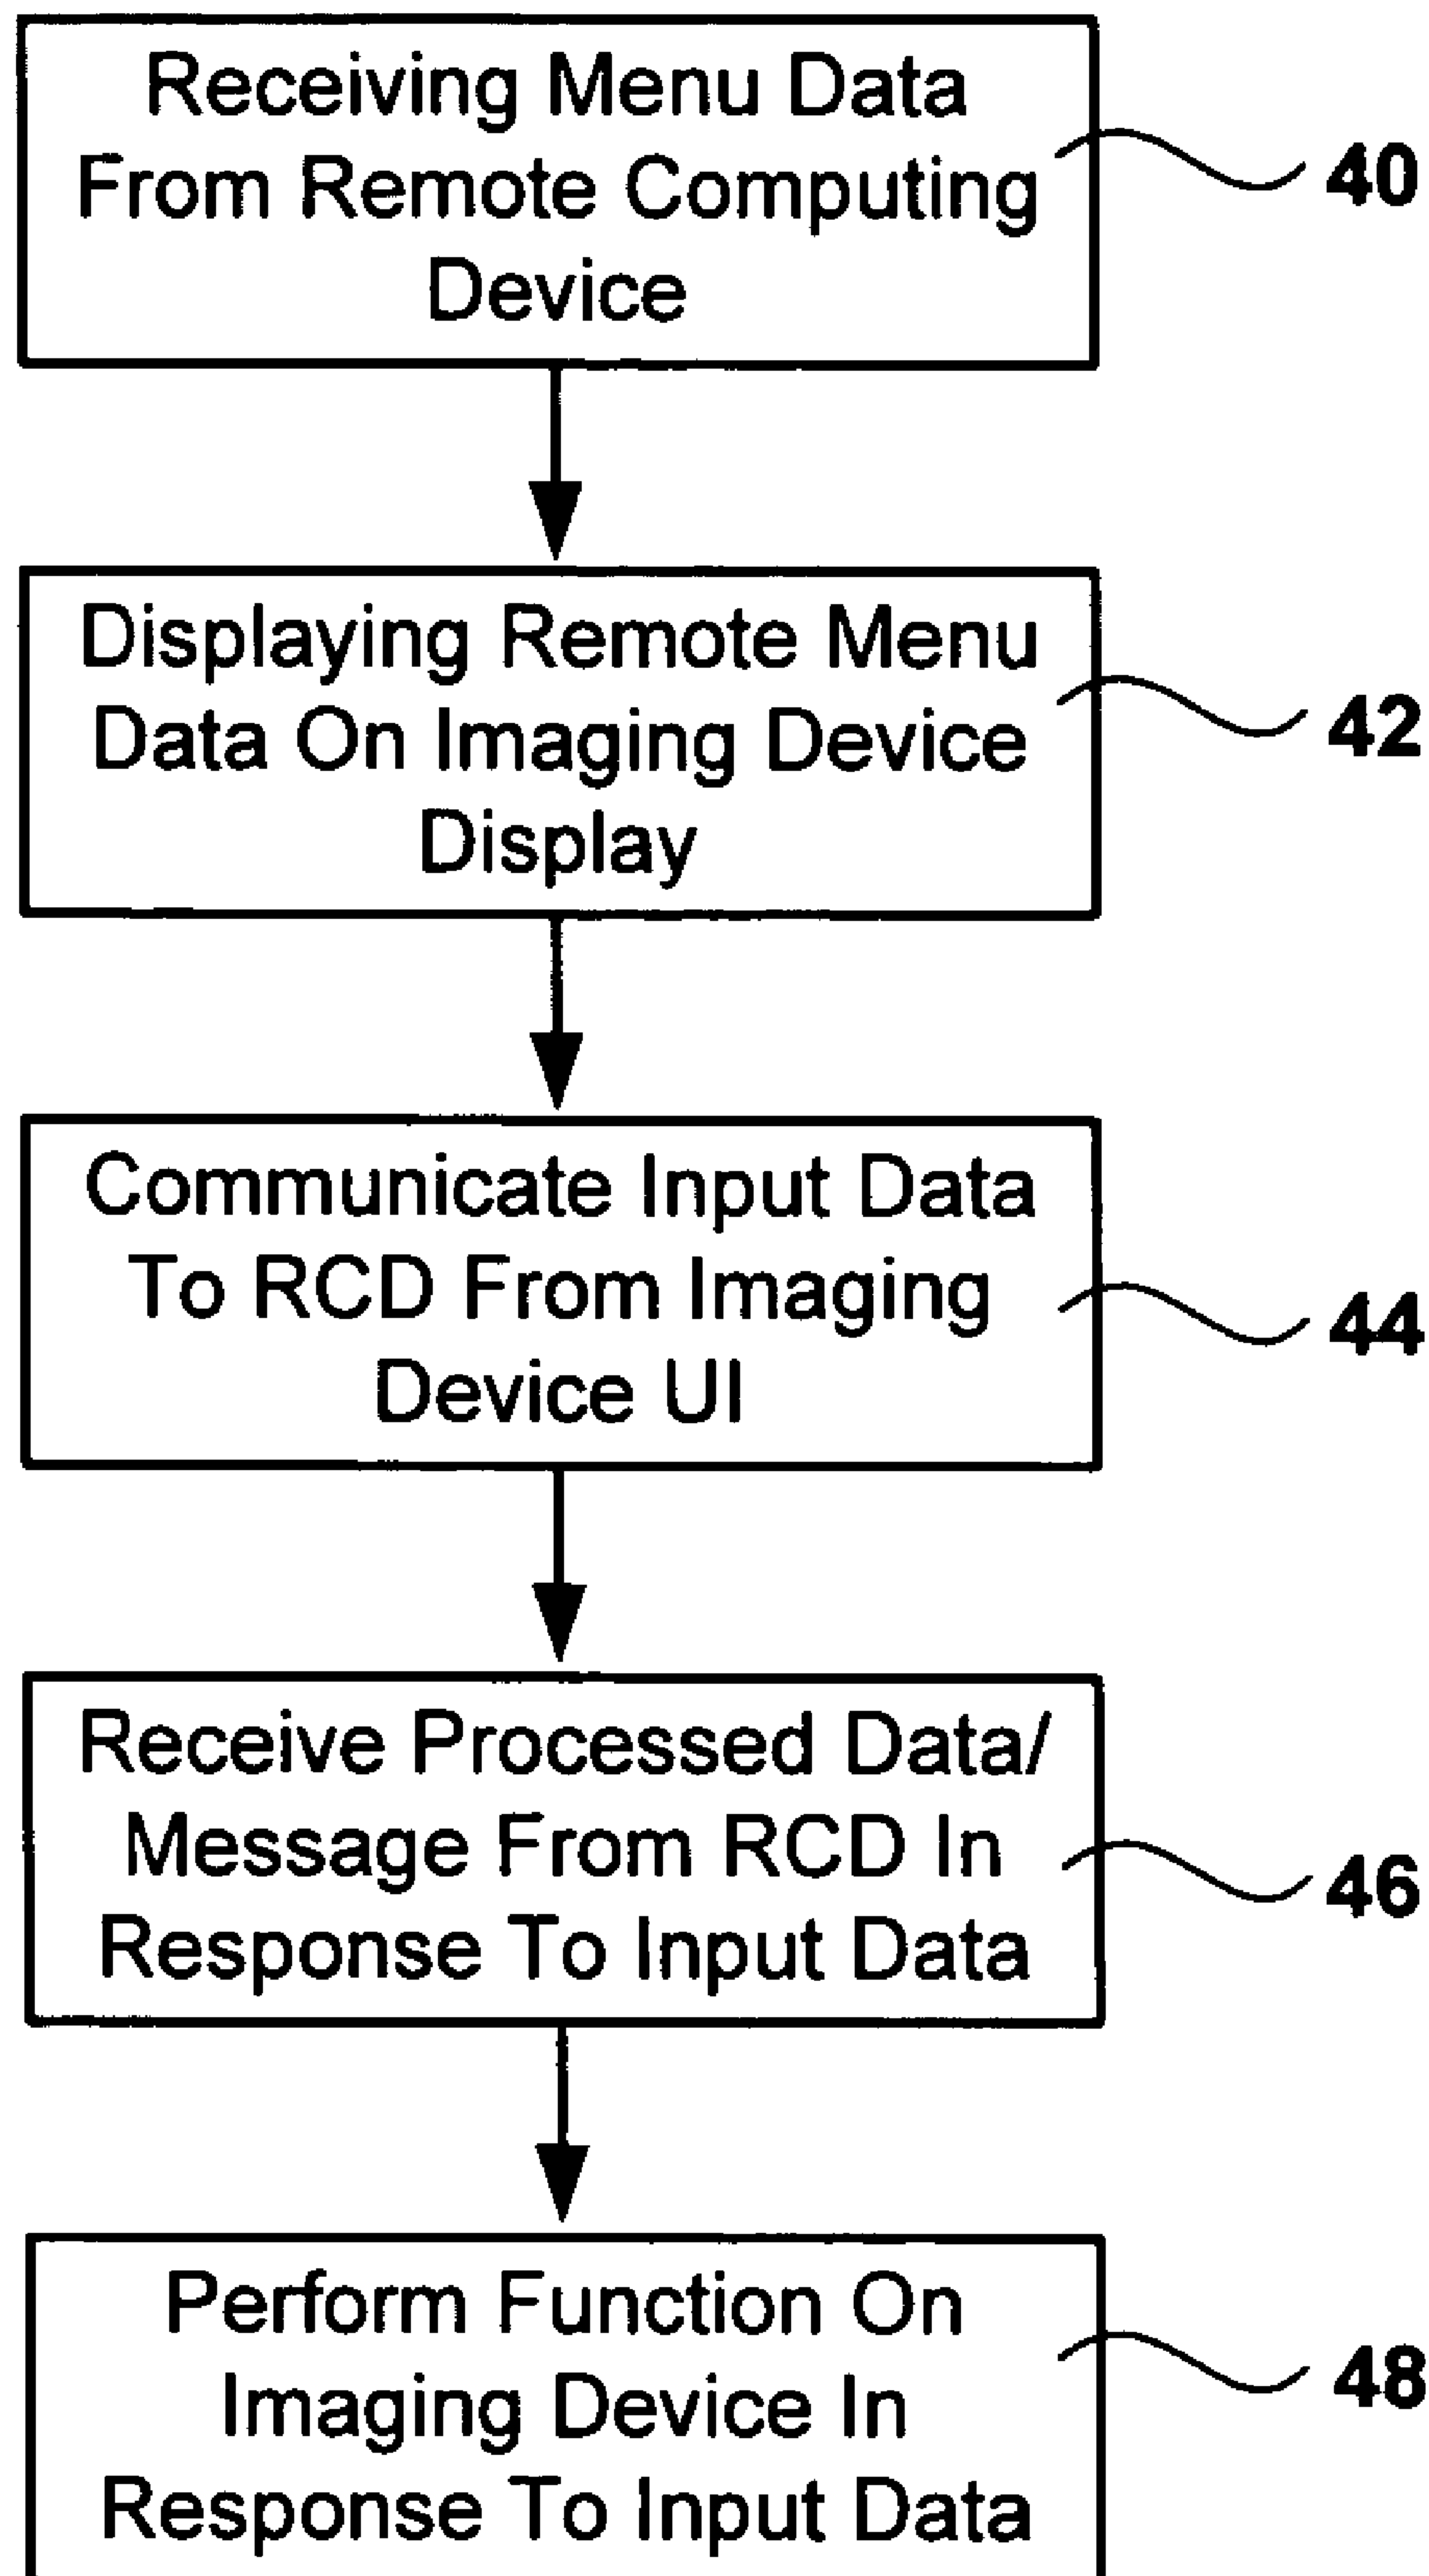 Receiving Menu Data
From Remote Computing
Device
40
Displaying Remote Menu
Data On Imaging Device
Display
42
Communicate Input Data
To RCD From Imaging
Device UI
44
Receive Processed Data/
Message From RCD In
Response To Input Data
46
Perform Function On
Imaging Device In
Response To Input Data
48